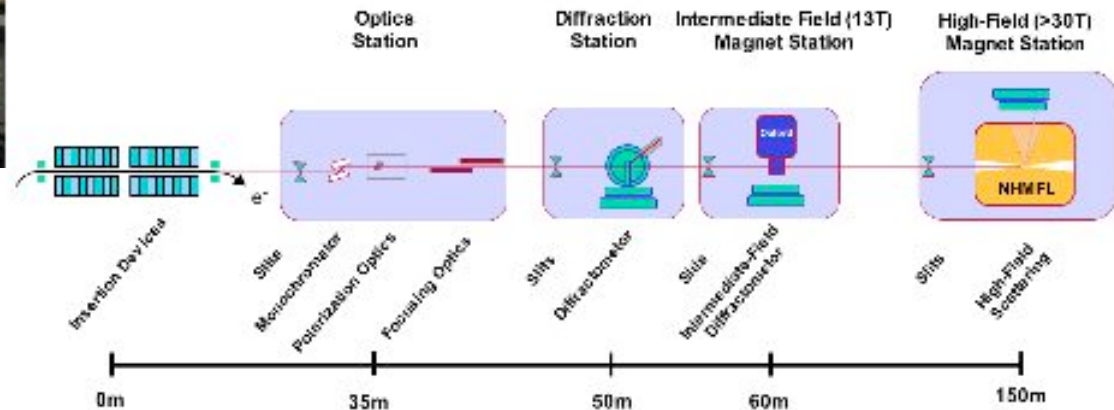 Optics
Station
Diffraction
Station
Intermediate Field (13T)
Magnet Station
High-Field (>30T)
Magnet Station
Oxford
e-
NHMFL
Insertion Devices
Slits
Monochromator
Polarization Optics
Focusing Optics
Slits
Diffractometer
Slits
Intermediate-Field
Diffractometer
Slits
High-Field
Scattering
0m
35m
50m
60m
150m